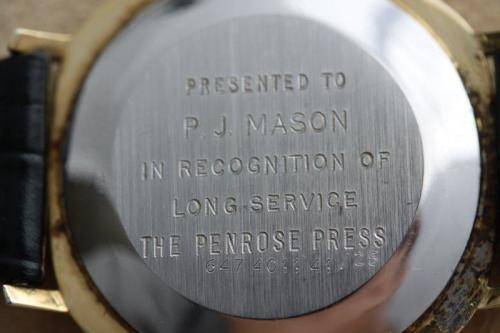 PRESENTED TO
P. J. MASON
IN RECOGNITION OF
LONG SERVICE
THE PENROSE PRESS